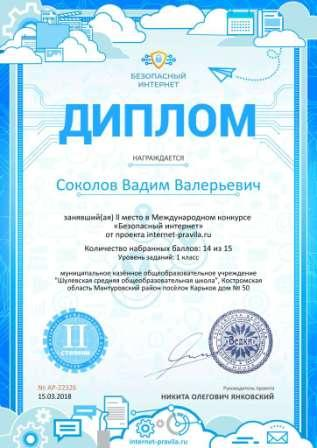 БЕЗОПАСНЫЙ
ИНТЕРНЕТ
ДИПЛОМ
НАГРАЖДАЕТСЯ
Соколов Вадим Валерьевич
занявший(ая) II место в Международном конкурсе
«Безопасный интернет»
от проекта internet-pravila.ru
Количество набранных баллов: 14 из 15
Уровень заданий: 1 класс
муниципальное казённое общеобразовательное учреждение
"Шулевская средняя общеобразовательная школа", Костромская
область Мантуровский район посёлок Карьков дом № 50
II
СТЕПЕНИ
№ АР-22326
15.03.2018
Руководитель проекта
НИКИТА ОЛЕГОВИЧ ЯНКОВСКИЙ
internet-pravila.ru